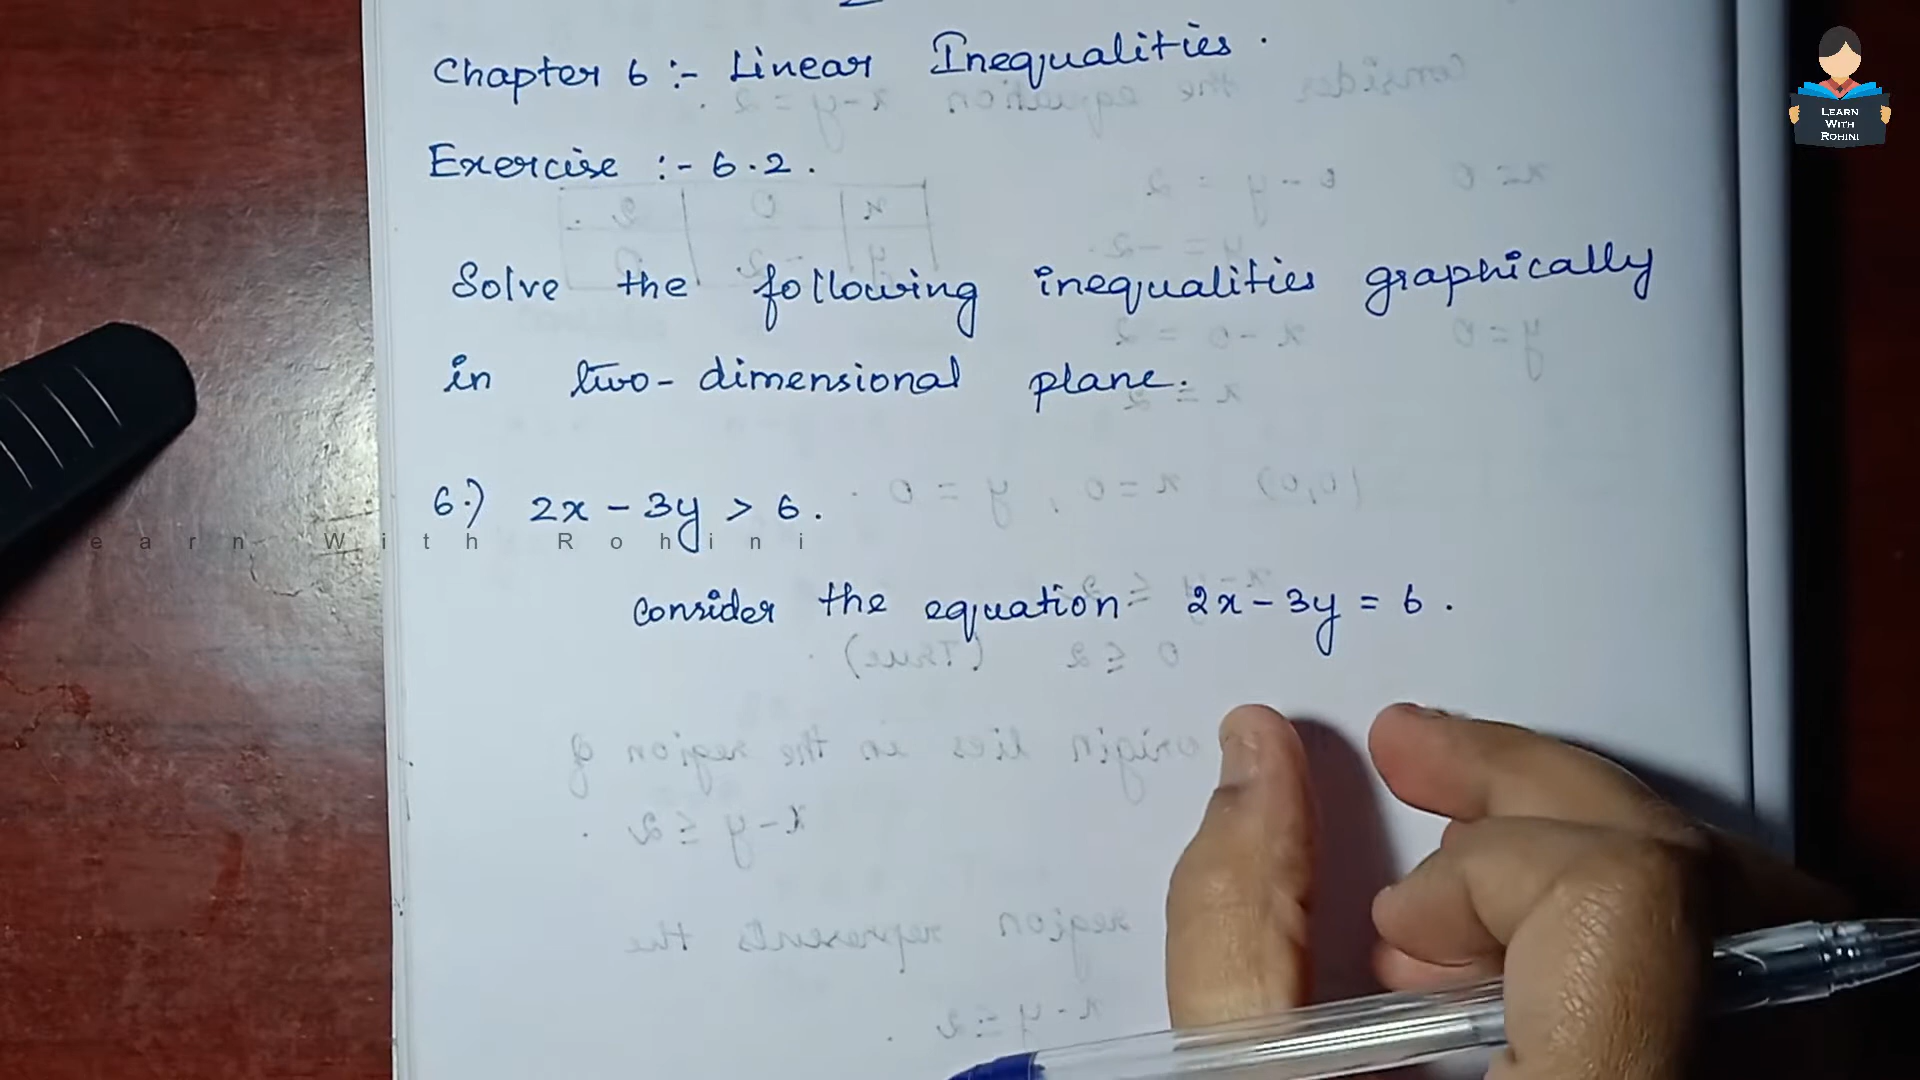 Chapter 6 :- Linear Inequalities.
Exercise :- 6.2.
Solve the following inequalities graphically
in two-dimensional plane.
6.) 2x - 3y > 6.
earn With Rohini
consider the equation 2x - 3y = 6.
LEARN
WITH
ROHINI